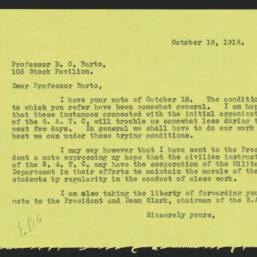 October 19, 1918.
Professor D. C. Barto,
108 Stock Pavilion.
Dear Professor Barto,
I have your note of October 18. The condition
to which you refer have been somewhat general. I am hop
that these instances connected with the initial organizat
of the S. A. T. C. will trouble us somewhat less during t
next few days. In general we shall have to do our work
best we can under these trying conditions.
I may say however that I have sent to the Pres
dent a note expressing my hope that the civilian instruct
of the S. A. T. C. may have the cooperation of the Milita
Department in their efforts to maintain the morale of the
students by regularity in the conduct of class work.
I am also taking the liberty of forwarding you
note to the President and Dean Clark, chairman of the S.A
Sincerely yours,